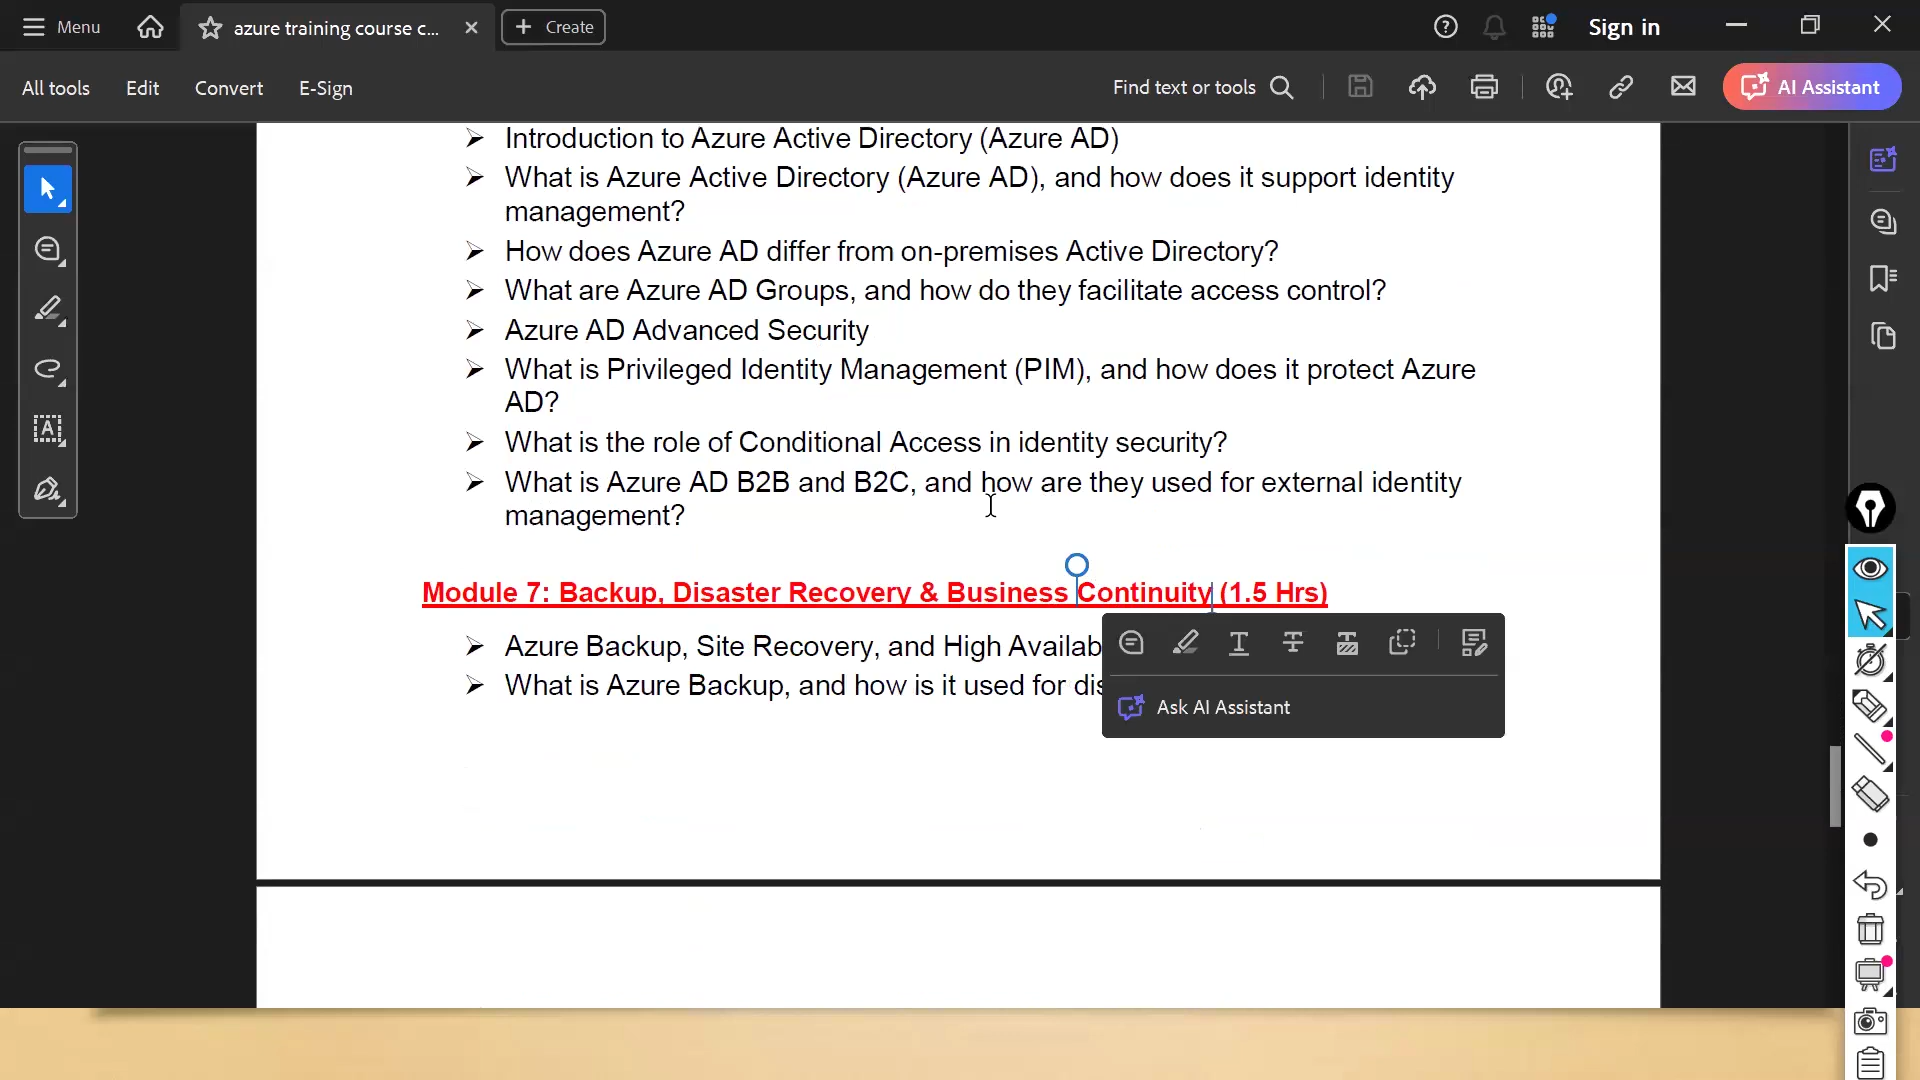 Menu
azure training course c...
Create
Sign in
All tools
Edit
Convert
E-Sign
Find text or tools
AI Assistant
Introduction to Azure Active Directory (Azure AD)
What is Azure Active Directory (Azure AD), and how does it support identity
management?
How does Azure AD differ from on-premises Active Directory?
What are Azure AD Groups, and how do they facilitate access control?
Azure AD Advanced Security
What is Privileged Identity Management (PIM), and how does it protect Azure
AD?
What is the role of Conditional Access in identity security?
What is Azure AD B2B and B2C, and how are they used for external identity
management?
Module 7: Backup, Disaster Recovery & Business Continuity (1.5 Hrs)
Azure Backup, Site Recovery, and High Availab
What is Azure Backup, and how is it used for dis
Ask AI Assistant